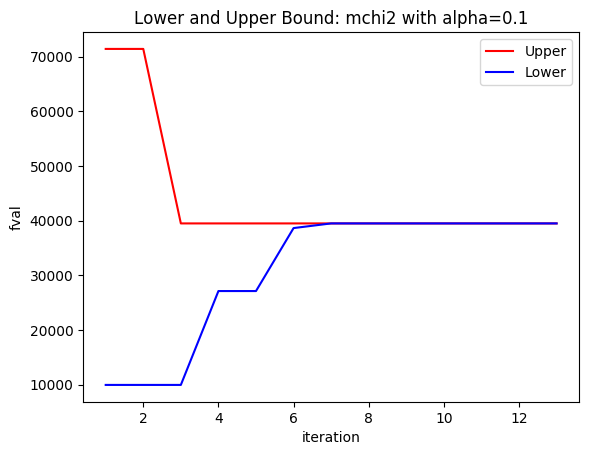 Lower and Upper Bound: mchi2 with alpha=0.1
Upper
Lower
fval
70000
60000
50000
40000
30000
20000
10000
2
4
6
8
10
12
iteration